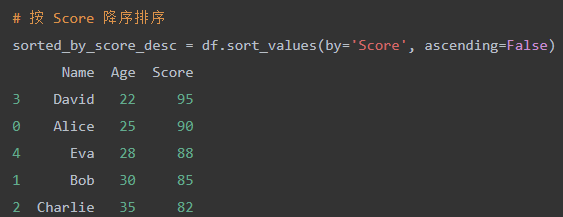 # 按 Score 降序排序
sorted_by_score_desc = df.sort_values(by='Score', ascending=False)
      Name  Age  Score
3    David   22     95
0    Alice   25     90
4      Eva   28     88
1      Bob   30     85
2  Charlie   35     82